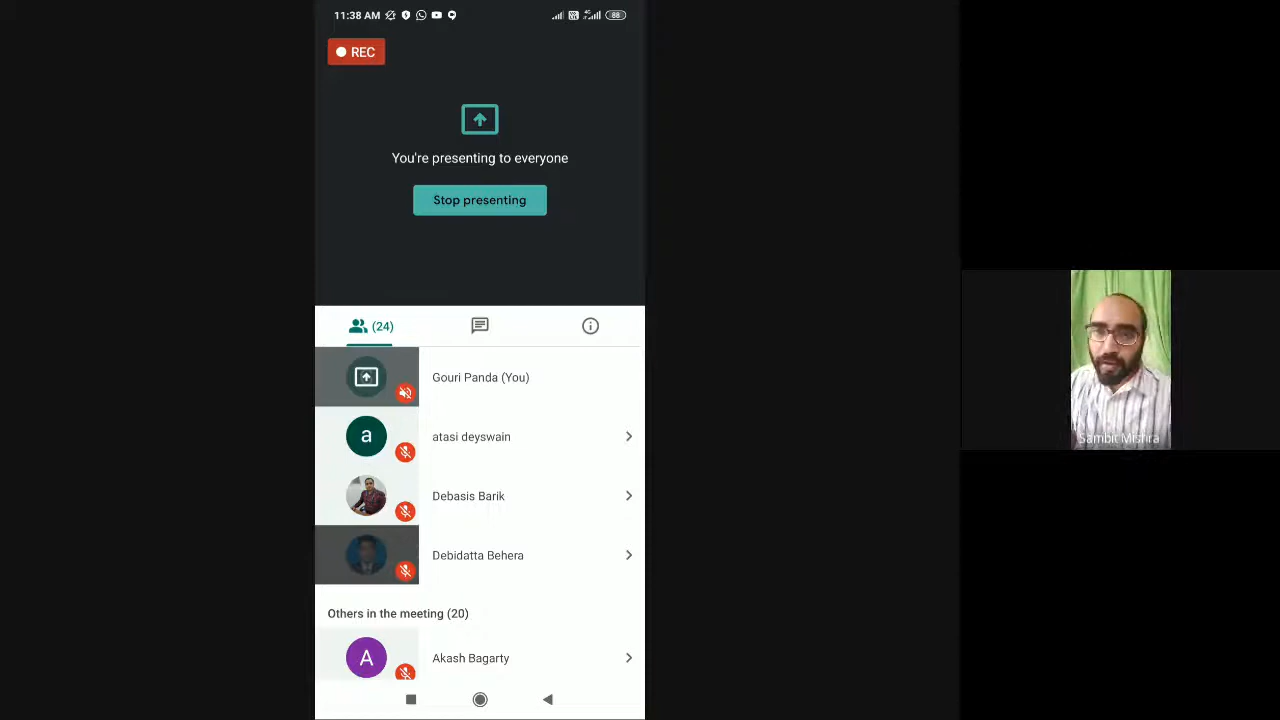 11:38 AM
88
REC
You're presenting to everyone
Stop presenting
(24)
Gouri Panda (You)
a
atasi deyswain
Debasis Barik
Debidatta Behera
Others in the meeting (20)
A
Akash Bagarty
Sambit Mishra